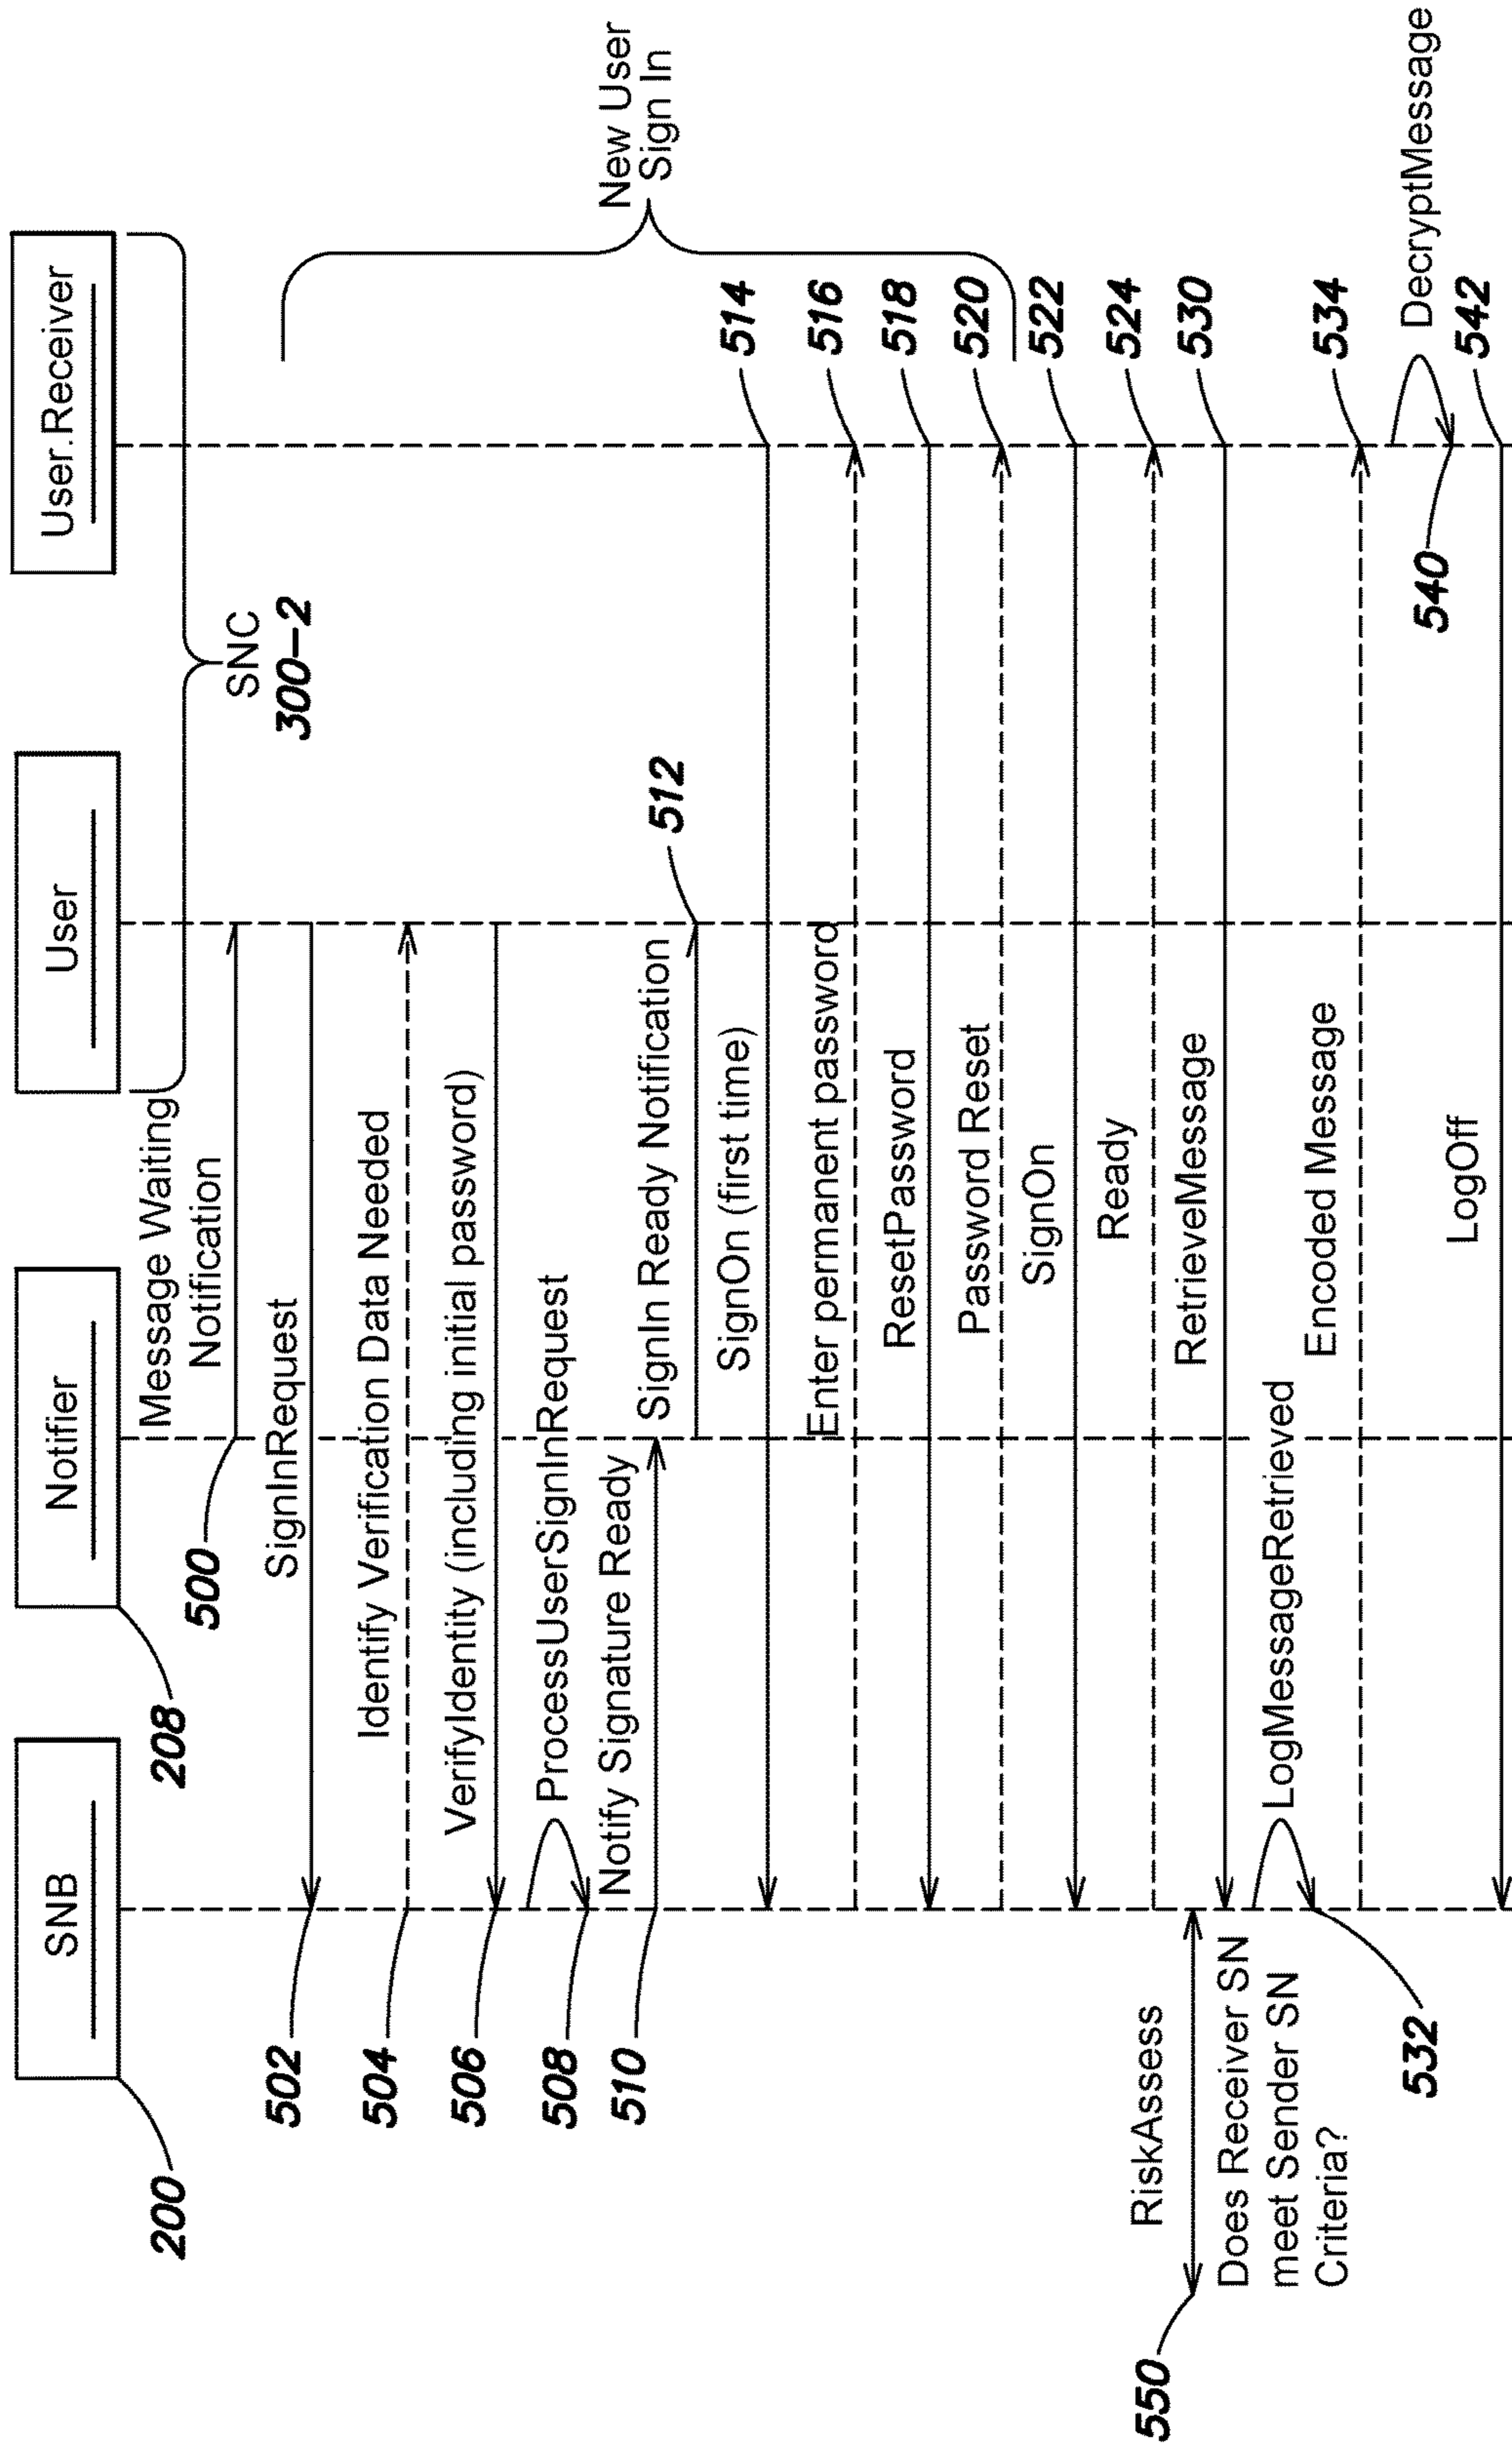 SNB
Notifier
User
User.Receiver
200
208
SNC
300-2
Message Waiting
Notification
500
SignInRequest
502
Identify Verification Data Needed
504
VerifyIdentity (including initial password)
506
ProcessUserSignInRequest
508
Notify Signature Ready
510
SignIn Ready Notification
512
New User
Sign In
SignOn (first time)
514
Enter permanent password
516
ResetPassword
518
Password Reset
520
SignOn
522
Ready
524
RiskAssess
550
Does Receiver SN
meet Sender SN
Criteria?
RetrieveMessage
530
LogMessageRetrieved
532
Encoded Message
534
DecryptMessage
540
LogOff
542